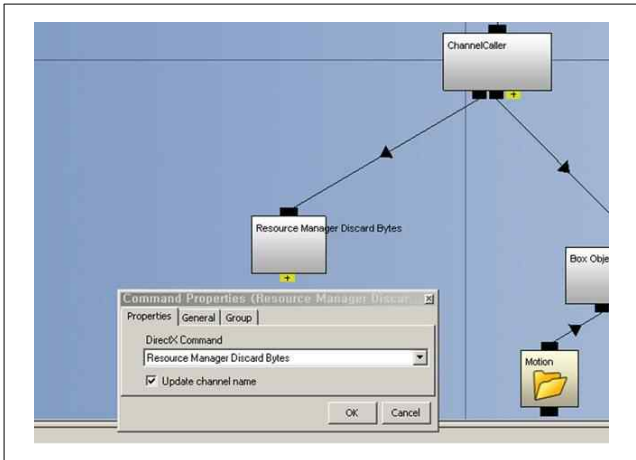 ChannelCaller
+
Resource Manager Discard Bytes
+
Box Obje
Command Properties (Resource Manager Discar...
Properties General Group
DirectX Command
Resource Manager Discard Bytes
Update channel name
Motion
OK Cancel